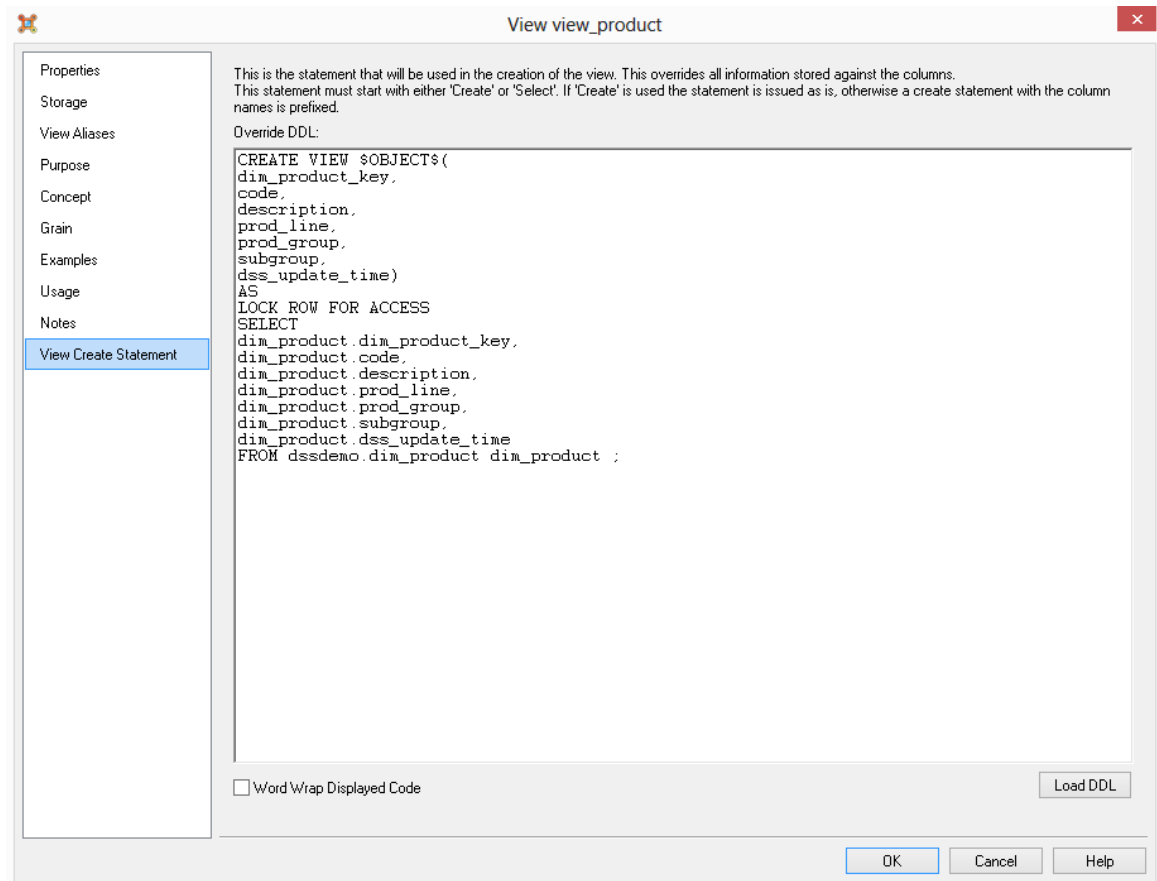 View view_product
Properties
Storage
View Aliases
Purpose
Concept
Grain
Examples
Usage
Notes
View Create Statement
This is the statement that will be used in the creation of the view. This overrides all information stored against the columns.
This statement must start with either 'Create' or 'Select'. If 'Create' is used the statement is issued as is, otherwise a create statement with the column
names is prefixed.
Override DDL:
CREATE VIEW $OBJECT$(
dim_product_key,
code,
description,
prod_line,
prod_group,
subgroup,
dss_update_time)
AS
LOCK ROW FOR ACCESS
SELECT
dim_product.dim_product_key,
dim_product.code,
dim_product.description,
dim_product.prod_line,
dim_product.prod_group,
dim_product.subgroup,
dim_product.dss_update_time
FROM dssdemo.dim_product dim_product ;
Word Wrap Displayed Code
Load DDL
OK
Cancel
Help